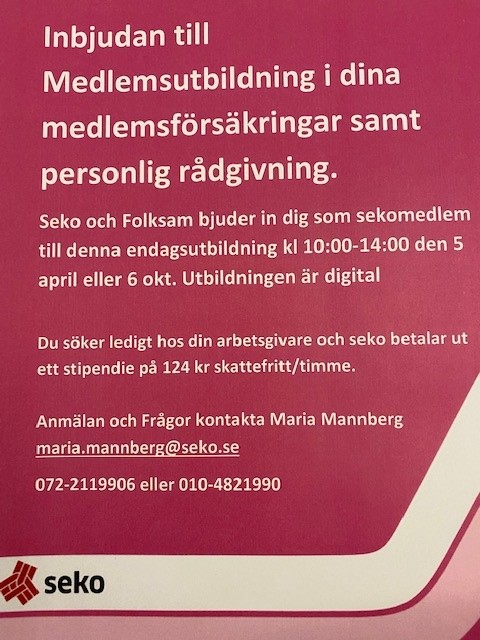 Inbjudan till
Medlemsutbildning i dina
medlemsförsäkringar samt
personlig rådgivning.
Seko och Folksam bjuder in dig som sekomedlem
till denna endagsutbildning kl 10:00-14:00 den 5
april eller 6 okt. Utbildningen är digital
Du söker ledigt hos din arbetsgivare och seko betalar ut
ett stipendie på 124 kr skattefritt/timme.
Anmälan och Frågor kontakta Maria Mannberg
maria.mannberg@seko.se
072-2119906 eller 010-4821990
seko